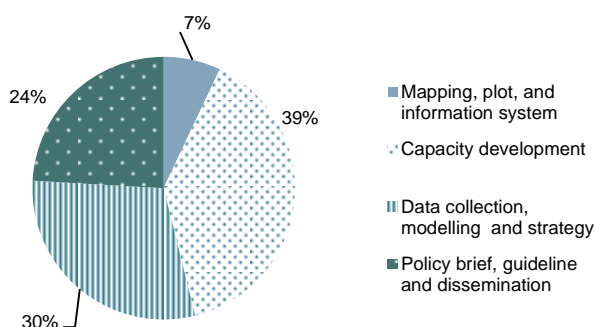 7%
24%
39%
30%
Mapping, plot, and
information system
Capacity development
Data collection,
modelling and strategy
Policy brief, guideline
and dissemination